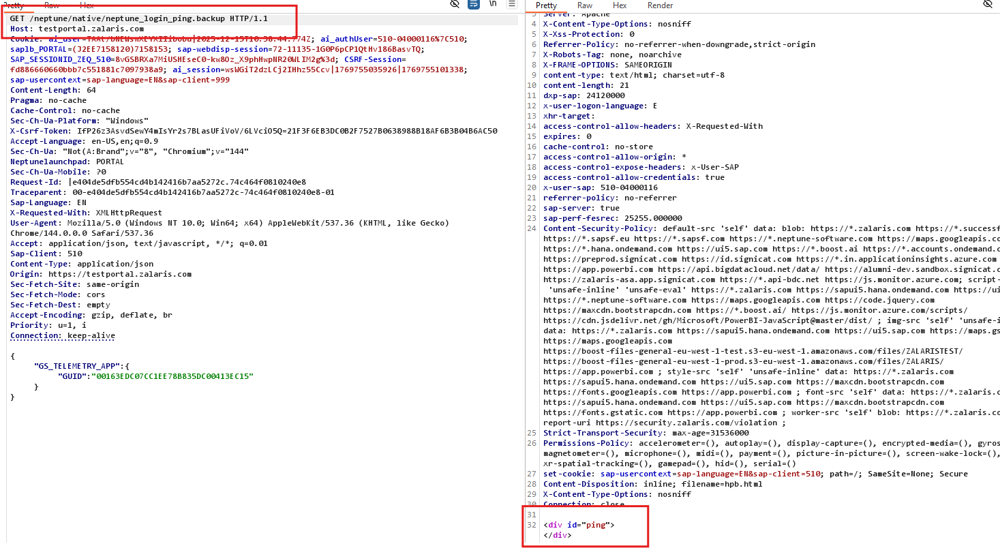 Pretty Raw Hex \n
GET /neptune/native/neptune_login_ping.backup HTTP/1.1
Host: testportal.zalaris.com
saplb_PORTAL=(J2EE7158120)7158153; sap-webdisp-session=72-11135-1G0P6pCP1QtHv186BasvTQ;
SAP_SESSIONID_ZEQ_510=8vGSBRXa7MiUSHEseC0-kw8Oz_X9phHwpNR20WLIM2g%3d; CSRF-Session=
fd886660660bbb7c551881c7097938a9; ai_session=wsWGiT2dzLCj2IHhz55Ccv|1769755035926|1769755101338;
sap-usercontext=sap-language=EN&sap-client=999
Content-Length: 64
Pragma: no-cache
Cache-Control: no-cache
Sec-Ch-Ua-Platform: "Windows"
X-Csrf-Token: IfP26z3AsvdSewY4mIsYr2s7BLasUFiVoV/6LVciO5Q=21F3F6EB3DC0B2F7527B0638988B18AF6B3B04B6AC50
Accept-Language: en-US,en;q=0.9
Sec-Ch-Ua: "Not(A:Brand";v="8", "Chromium";v="144"
Neptunelaunchpad: PORTAL
Sec-Ch-Ua-Mobile: ?0
Request-Id: |e404de5dfb554cd4b142416b7aa5272c.74c464f0810240e8
Traceparent: 00-e404de5dfb554cd4b142416b7aa5272c-74c464f0810240e8-01
Sap-Language: EN
X-Requested-With: XMLHttpRequest
User-Agent: Mozilla/5.0 (Windows NT 10.0; Win64; x64) AppleWebKit/537.36 (KHTML, like Gecko)
Chrome/144.0.0.0 Safari/537.36
Accept: application/json, text/javascript, */*; q=0.01
Sap-Client: 510
Content-Type: application/json
Origin: https://testportal.zalaris.com
Sec-Fetch-Site: same-origin
Sec-Fetch-Mode: cors
Sec-Fetch-Dest: empty
Accept-Encoding: gzip, deflate, br
Priority: u=1, i
Connection: keep-alive
{
"GS_TELEMETRY_APP":{
"GUID":"00163EDC07CC1EE78B835DC00413EC15"
}
}
Pretty Raw Hex Render
3 Server: Apache
4 X-Content-Type-Options: nosniff
5 X-Xss-Protection: 0
6 Referrer-Policy: no-referrer-when-downgrade,strict-origin
7 X-Robots-Tag: none, noarchive
8 X-FRAME-OPTIONS: SAMEORIGIN
9 content-type: text/html; charset=utf-8
10 content-length: 21
11 dxp-sap: 24120000
12 x-user-logon-language: E
13 xhr-target:
14 access-control-allow-headers: X-Requested-With
15 expires: 0
16 cache-control: no-store
17 access-control-allow-origin: *
18 access-control-expose-headers: x-User-SAP
19 access-control-allow-credentials: true
20 x-user-sap: 510-04000116
21 referrer-policy: no-referrer
22 sap-server: true
23 sap-perf-fesrec: 25255.000000
24 Content-Security-Policy: default-src 'self' data: blob: https://*.zalaris.com https://*.successf
https://*.sapsf.eu https://*.sapsf.com https://*.neptune-software.com https://maps.googleapis.co
https://*.hana.ondemand.com https://ui5.sap.com https://*.boost.ai https://*.accounts.ondemand.c
https://preprod.signicat.com https://id.signicat.com https://*.in.applicationinsights.azure.com
https://app.powerbi.com https://api.bigdatacloud.net/data/ https://alumni-dev.sandbox.signicat.c
https://zalaris-asa.app.signicat.com https://*.api-bdc.net https://js.monitor.azure.com; script-
'unsafe-inline' 'unsafe-eval' https://*.zalaris.com https://sapui5.hana.ondemand.com https://ui
https://*.neptune-software.com https://maps.googleapis.com https://code.jquery.com
https://maxcdn.bootstrapcdn.com https://*.boost.ai/ https://js.monitor.azure.com/scripts/
https://cdn.jsdelivr.net/gh/Microsoft/PowerBI-JavaScript@master/dist/ ; img-src 'self' 'unsafe-i
data: https://*.zalaris.com https://sapui5.hana.ondemand.com https://ui5.sap.com https://maps.gs
https://maps.googleapis.com
https://boost-files-general-eu-west-1-test.s3-eu-west-1.amazonaws.com/files/ZALARISTEST/
https://boost-files-general-eu-west-1-prod.s3-eu-west-1.amazonaws.com/files/ZALARIS/
https://app.powerbi.com ; style-src 'self' 'unsafe-inline' data: https://*.zalaris.com
https://sapui5.hana.ondemand.com https://ui5.sap.com https://maxcdn.bootstrapcdn.com
https://fonts.googleapis.com https://app.powerbi.com ; font-src 'self' data: https://*.zalaris.c
https://sapui5.hana.ondemand.com https://ui5.sap.com https://maxcdn.bootstrapcdn.com
https://fonts.gstatic.com https://app.powerbi.com ; worker-src 'self' blob: https://*.zalaris.co
report-uri https://security.zalaris.com/violation ;
25 Strict-Transport-Security: max-age=31536000
26 Permissions-Policy: accelerometer=(), autoplay=(), display-capture=(), encrypted-media=(), gyros
magnetometer=(), microphone=(), midi=(), payment=(), picture-in-picture=(), screen-wake-lock=(),
xr-spatial-tracking=(), gamepad=(), hid=(), serial=()
27 set-cookie: sap-usercontext=sap-language=EN&sap-client=510; path=/; SameSite=None; Secure
28 Content-Disposition: inline; filename=hpb.html
29 X-Content-Type-Options: nosniff
30 Connection: close
31
32 <div id="ping">
</div>